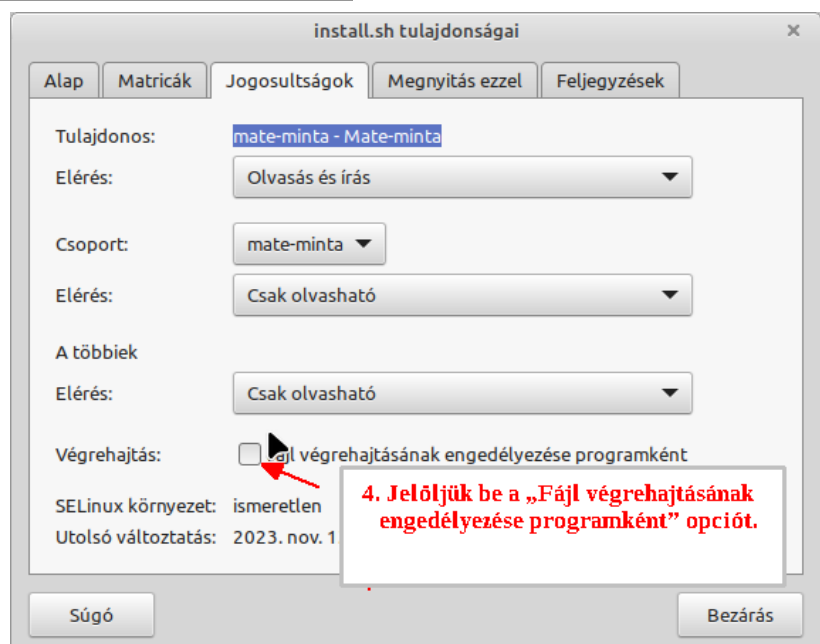 install.sh tulajdonságai
Alap Matricák Jogosultságok Megnyitás ezzel Feljegyzések
Tulajdonos: mate-minta - Mate-minta
Elérés: Olvasás és írás
Csoport: mate-minta
Elérés: Csak olvasható
A többiek
Elérés: Csak olvasható
Végrehajtás: Fájl végrehajtásának engedélyezése programként
SELinux környezet: ismeretlen
Utolsó változtatás: 2023. nov.
4. Jelöljük be a „Fájl végrehajtásának
engedélyezése programként” opciót.
Súgó Bezárás